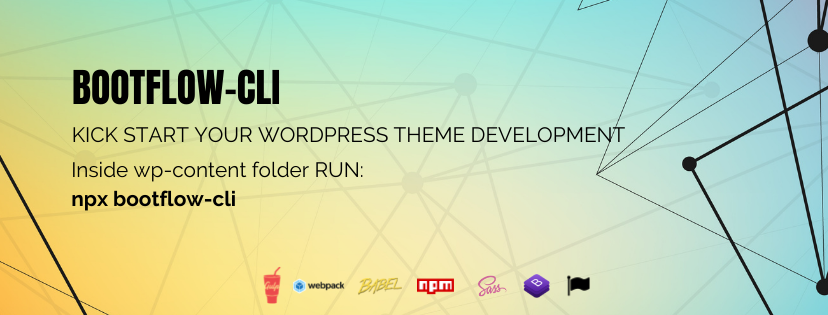 BOOTFLOW-CLI
KICK START YOUR WORDPRESS THEME DEVELOPMENT
Inside wp-content folder RUN:
npx bootflow-cli
Gulp webpack BABEL npm Sass B